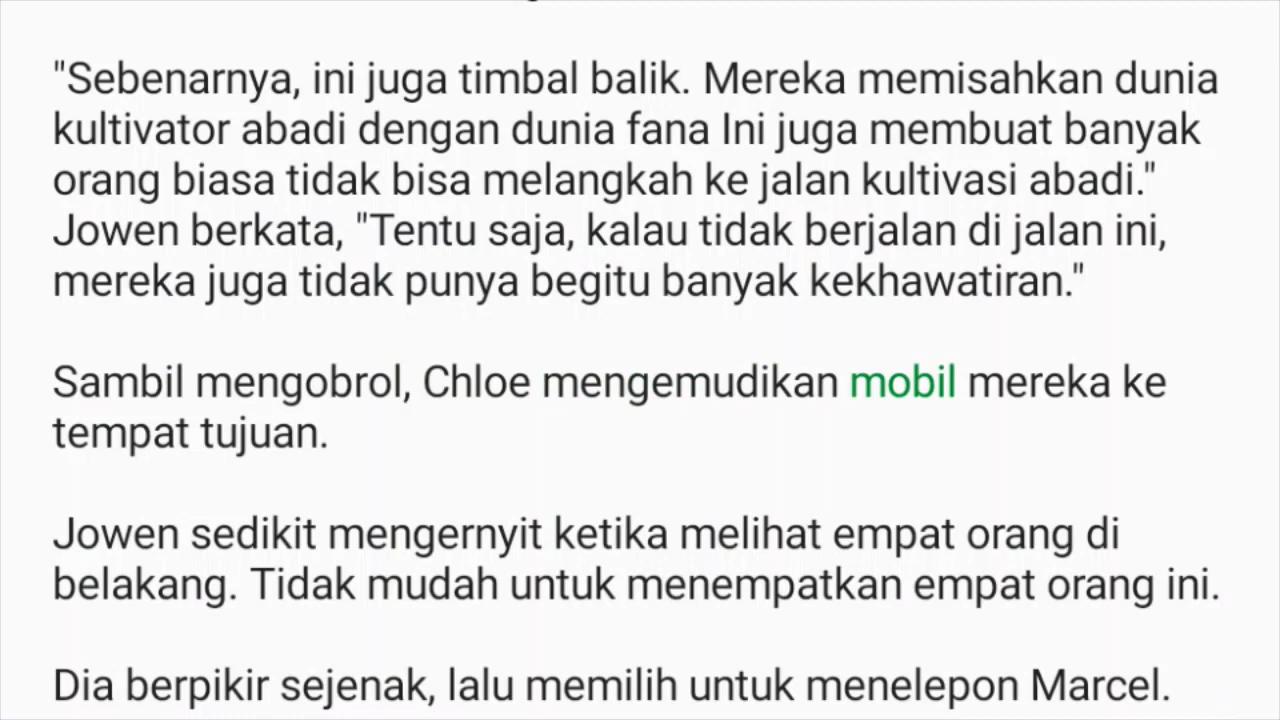 "Sebenarnya, ini juga timbal balik. Mereka memisahkan dunia
kultivator abadi dengan dunia fana Ini juga membuat banyak
orang biasa tidak bisa melangkah ke jalan kultivasi abadi."
Jowen berkata, "Tentu saja, kalau tidak berjalan di jalan ini,
mereka juga tidak punya begitu banyak kekhawatiran."
Sambil mengobrol, Chloe mengemudikan mobil mereka ke
tempat tujuan.
Jowen sedikit mengernyit ketika melihat empat orang di
belakang. Tidak mudah untuk menempatkan empat orang ini.
Dia berpikir sejenak, lalu memilih untuk menelepon Marcel.